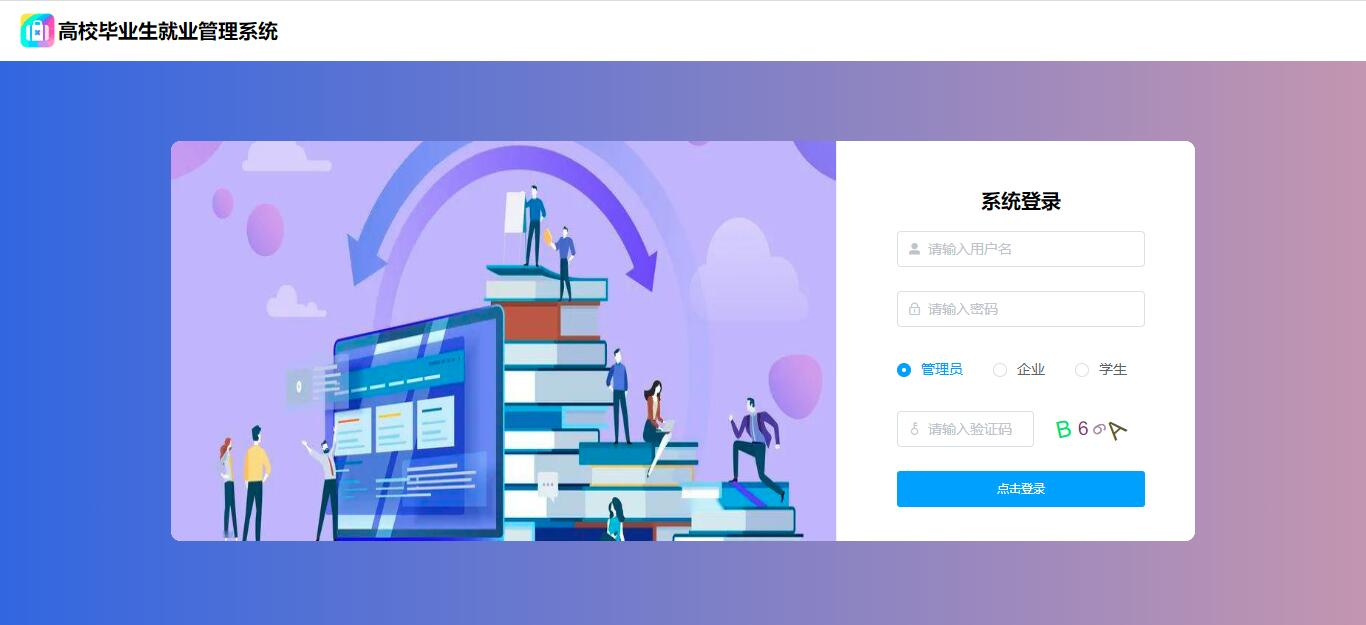 高校毕业生就业管理系统
系统登录
请输入用户名
请输入密码
管理员 企业 学生
请输入验证码
点击登录